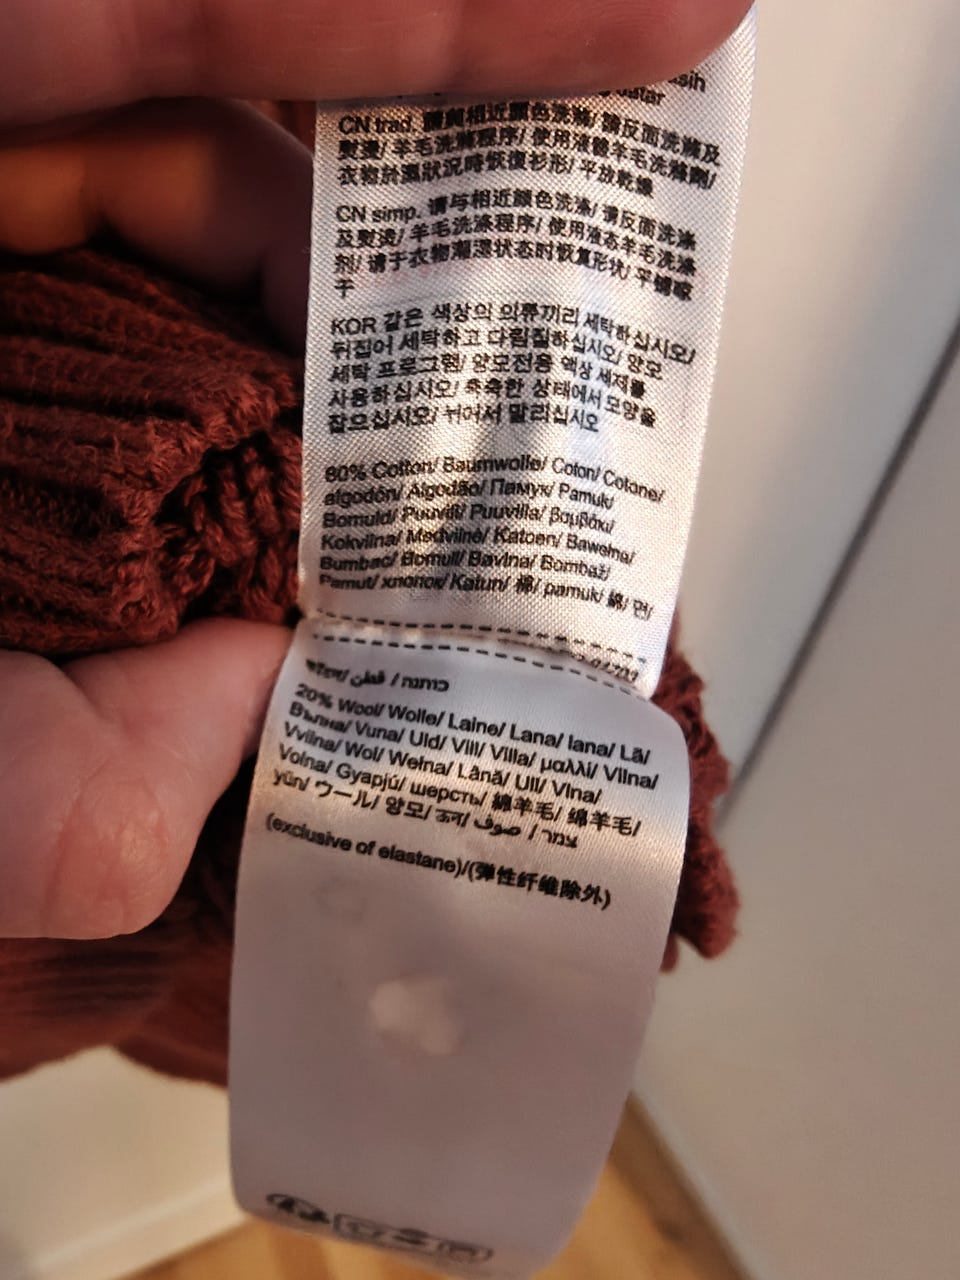 asih
CN trad. 請與相近顏色洗滌/ 請反面洗滌及
熨燙/ 羊毛洗滌程序/ 使用液體羊毛洗滌劑/
衣物於濕狀況時恢復衫形/ 平放乾燥
CN simp. 请与相近颜色洗涤/ 请反面洗涤
及熨烫/ 羊毛洗涤程序/ 使用液态羊毛洗涤
剂/ 请于衣物潮湿状态时恢复形状/ 平铺晾
干
KOR 같은 색상의 의류끼리 세탁하십시오/
뒤집어 세탁하고 다림질하십시오/ 양모
세탁 프로그램/ 양모전용 액상 세제를
사용하십시오/ 축축한 상태에서 모양을
잡으십시오/ 뉘어서 말리십시오
80% Cotton/ Baumwolle/ Coton/ Cotone/
algodón/ Algodão/ Памук/ Pamuk/
Bomuld/ Puuvill/ Puuvilla/ βαμβάκι/
Kokvilna/ Medvilnė/ Katoen/ Bawełna/
Bumbac/ Bomull/ Bavlna/ Bombaž/
Pamut/ хлопок/ Katun/ 棉/ pamuk/ 綿/ 면/
קטן / כותנה/ قطن
20% Wool/ Wolle/ Laine/ Lana/ lana/ Lã/
Вълна/ Vuna/ Uld/ Vill/ Villa/ μαλλί/ Vilna/
Vvilna/ Wol/ Wełna/ Lână/ Ull/ Vlna/
Volna/ Gyapjú/ шерсть/ 綿羊毛/ 绵羊毛/
yün/ ウール/ 양모/ ऊन/ صوف / צמר
(exclusive of elastane)/(弹性纤维除外)